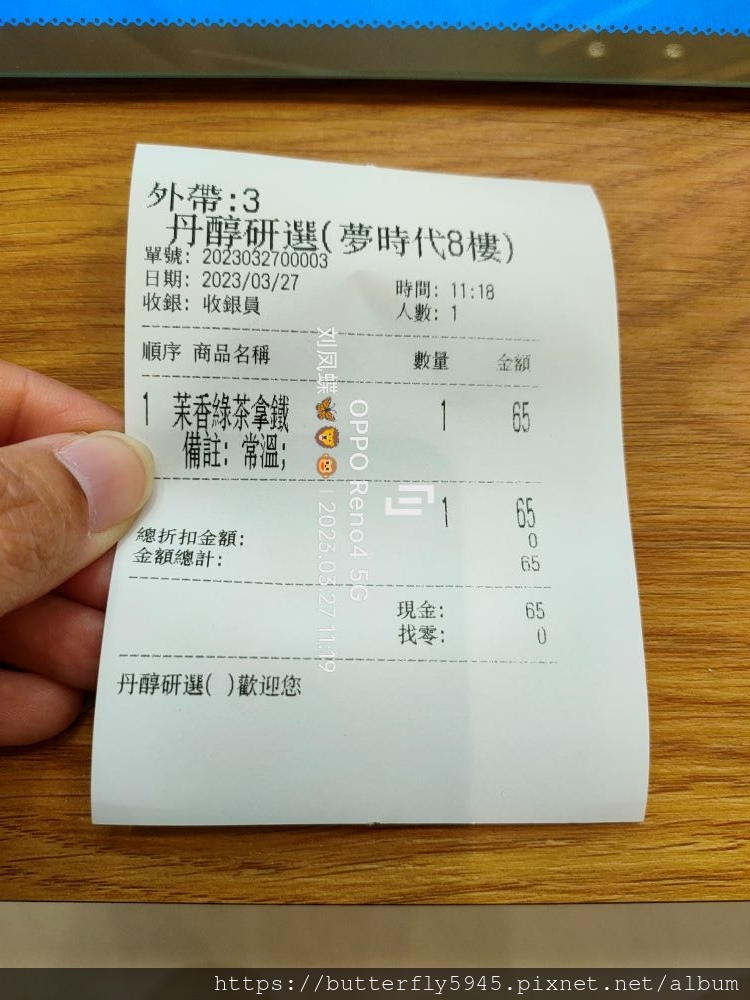 外帶:3
丹醇研選(夢時代8樓)
單號: 2023032700003
日期: 2023/03/27 時間: 11:18
收銀: 收銀員 人數: 1
順序 商品名稱 數量 金額
1 茉香綠茶拿鐵 1 65
備註: 常溫;
1 65
總折扣金額: 0
金額總計: 65
現金: 65
找零: 0
丹醇研選( )歡迎您
OPPO Reno4 5G
刘凤蝶🦋🦁🐵 | 2023.03.27 11:19
https://butterfly5945.pixnet.net/album